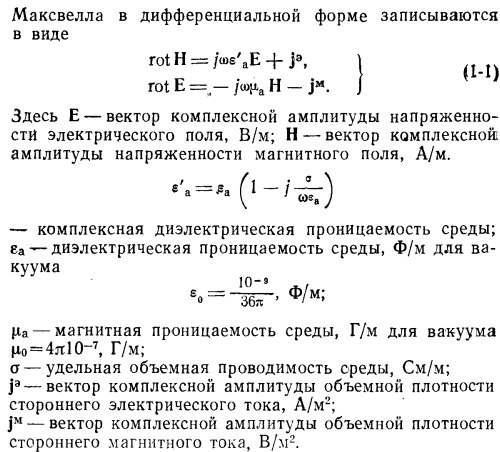 Максвелла в дифференциальной форме записываются
в виде
rot H = jωε'ₐE + jᵉ,
rot E = − jωμₐ H − jᴹ.
(1-1)
Здесь E — вектор комплексной амплитуды напряженно-
сти электрического поля, В/м; H — вектор комплексной
амплитуды напряженности магнитного поля, А/м.
ε'ₐ = εₐ (1 − j σ/ωεₐ)
— комплексная диэлектрическая проницаемость среды;
εₐ — диэлектрическая проницаемость среды, Ф/м для ва-
куума
ε₀ = 10⁻⁹/36π, Ф/м;
μₐ — магнитная проницаемость среды, Г/м для вакуума
μ₀=4π10⁻⁷, Г/м;
σ — удельная объемная проводимость среды, См/м;
jᵉ — вектор комплексной амплитуды объемной плотности
стороннего электрического тока, А/м²;
jᴹ — вектор комплексной амплитуды объемной плотности
стороннего магнитного тока, В/м².